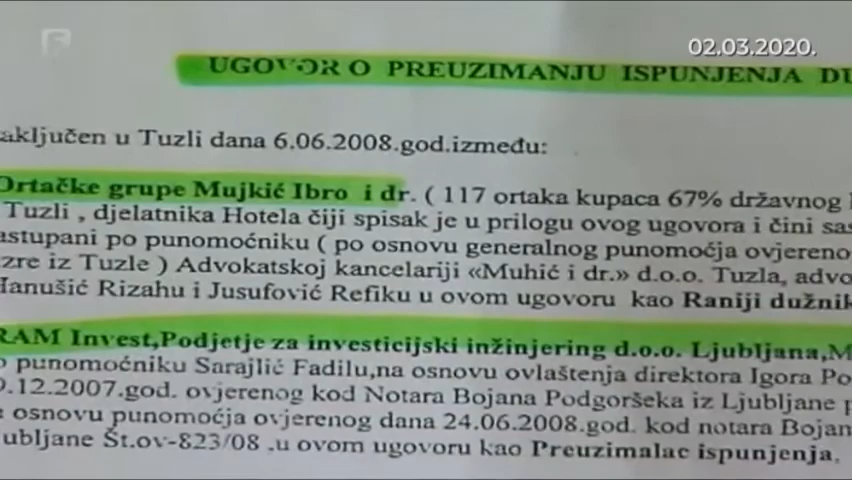 02.03.2020.
UGOVOR O PREUZIMANJU ISPUNJENJA DU
aključen u Tuzli dana 6.06.2008.god.između:
Ortačke grupe Mujkić Ibro i dr. ( 117 ortaka kupaca 67% državnog
Tuzli , djelatnika Hotela čiji spisak je u prilogu ovog ugovora i čini sas
astupani po punomoćniku ( po osnovu generalnog punomoćja ovjereno
zre iz Tuzle ) Advokatskoj kancelariji «Muhić i dr.» d.o.o. Tuzla, advo
Hanušić Rizahu i Jusufović Refiku u ovom ugovoru kao Raniji dužnik
RAM Invest,Podjetje za investicijski inžinjering d.o.o. Ljubljana,M
o punomoćniku Sarajlić Fadilu,na osnovu ovlaštenja direktora Igora Po
9.12.2007.god. ovjerenog kod Notara Bojana Podgoršeka iz Ljubljane p
osnovu punomoćja ovjerenog dana 24.06.2008.god. kod notara Bojan
jubljane Št.ov-823/08 .u ovom ugovoru kao Preuzimalac ispunjenja.